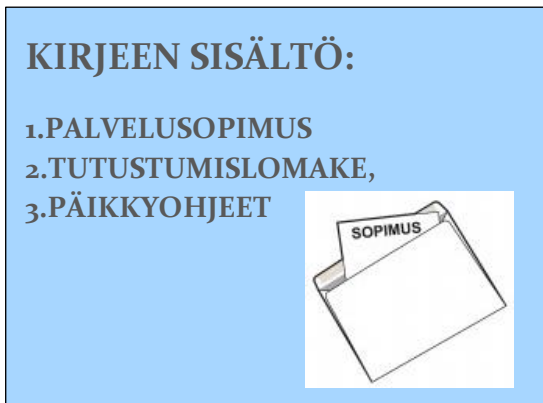 KIRJEEN SISÄLTÖ:
1.PALVELUSOPIMUS
2.TUTUSTUMISLOMAKE,
3.PÄIKKYOHJEET
SOPIMUS